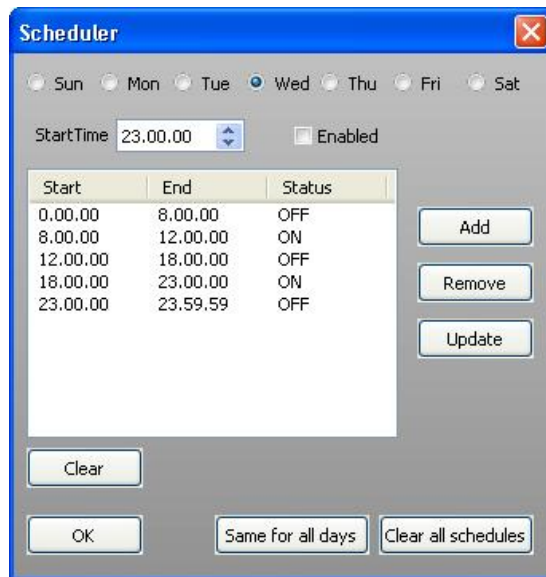 Scheduler
Sun Mon Tue Wed Thu Fri Sat
StartTime 23.00.00 Enabled
Start End Status
0.00.00 8.00.00 OFF
8.00.00 12.00.00 ON
12.00.00 18.00.00 OFF
18.00.00 23.00.00 ON
23.00.00 23.59.59 OFF
Add
Remove
Update
Clear
OK Same for all days Clear all schedules